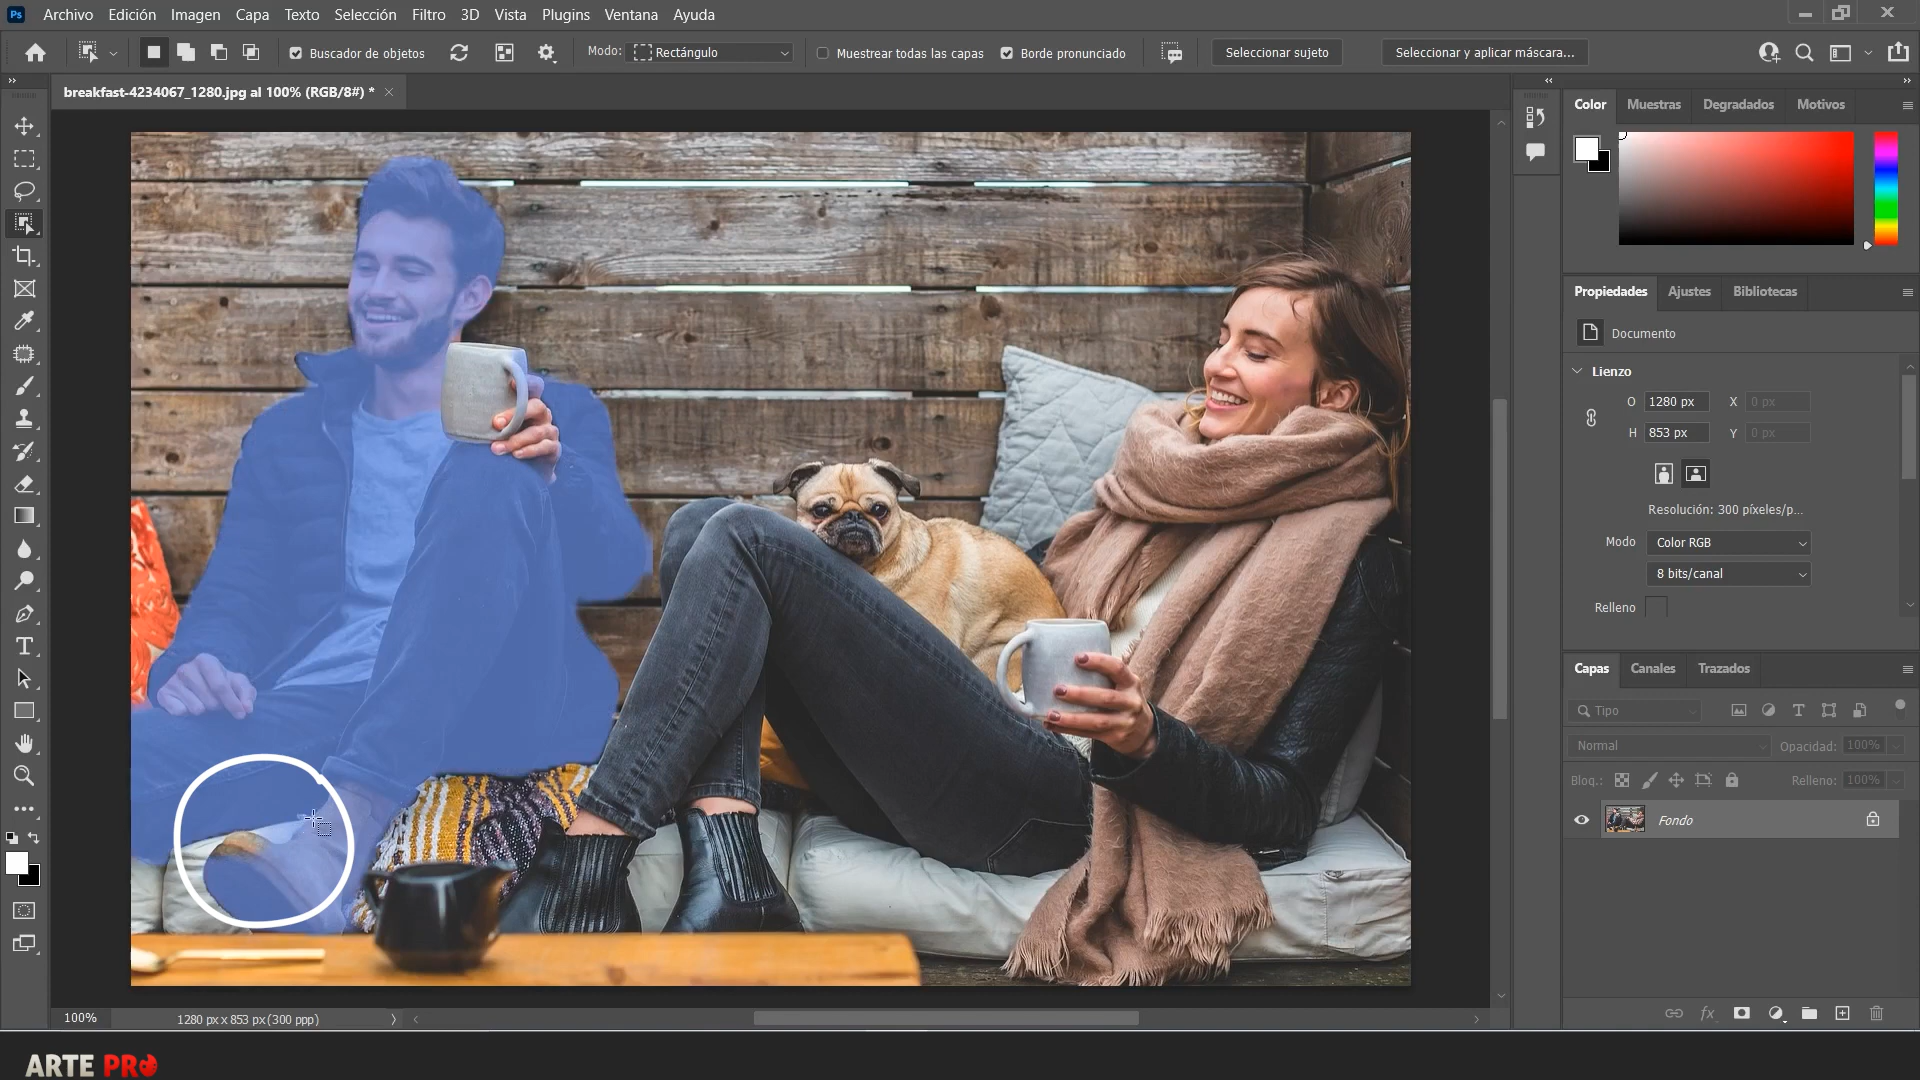 Ps Archivo Edición Imagen Capa Texto Selección Filtro 3D Vista Plugins Ventana Ayuda
Buscador de objetos Modo: Rectángulo Muestrear todas las capas Borde pronunciado Seleccionar sujeto Seleccionar y aplicar máscara...
breakfast-4234067_1280.jpg al 100% (RGB/8#) *
Color Muestras Degradados Motivos
Propiedades Ajustes Bibliotecas
Documento
Lienzo
O 1280 px X 0 px
H 853 px Y 0 px
Resolución: 300 píxeles/p...
Modo Color RGB
8 bits/canal
Relleno
Capas Canales Trazados
Tipo
Normal Opacidad: 100%
Bloq.: Relleno: 100%
Fondo
100% 1280 px x 853 px (300 ppp)
ARTE PRO